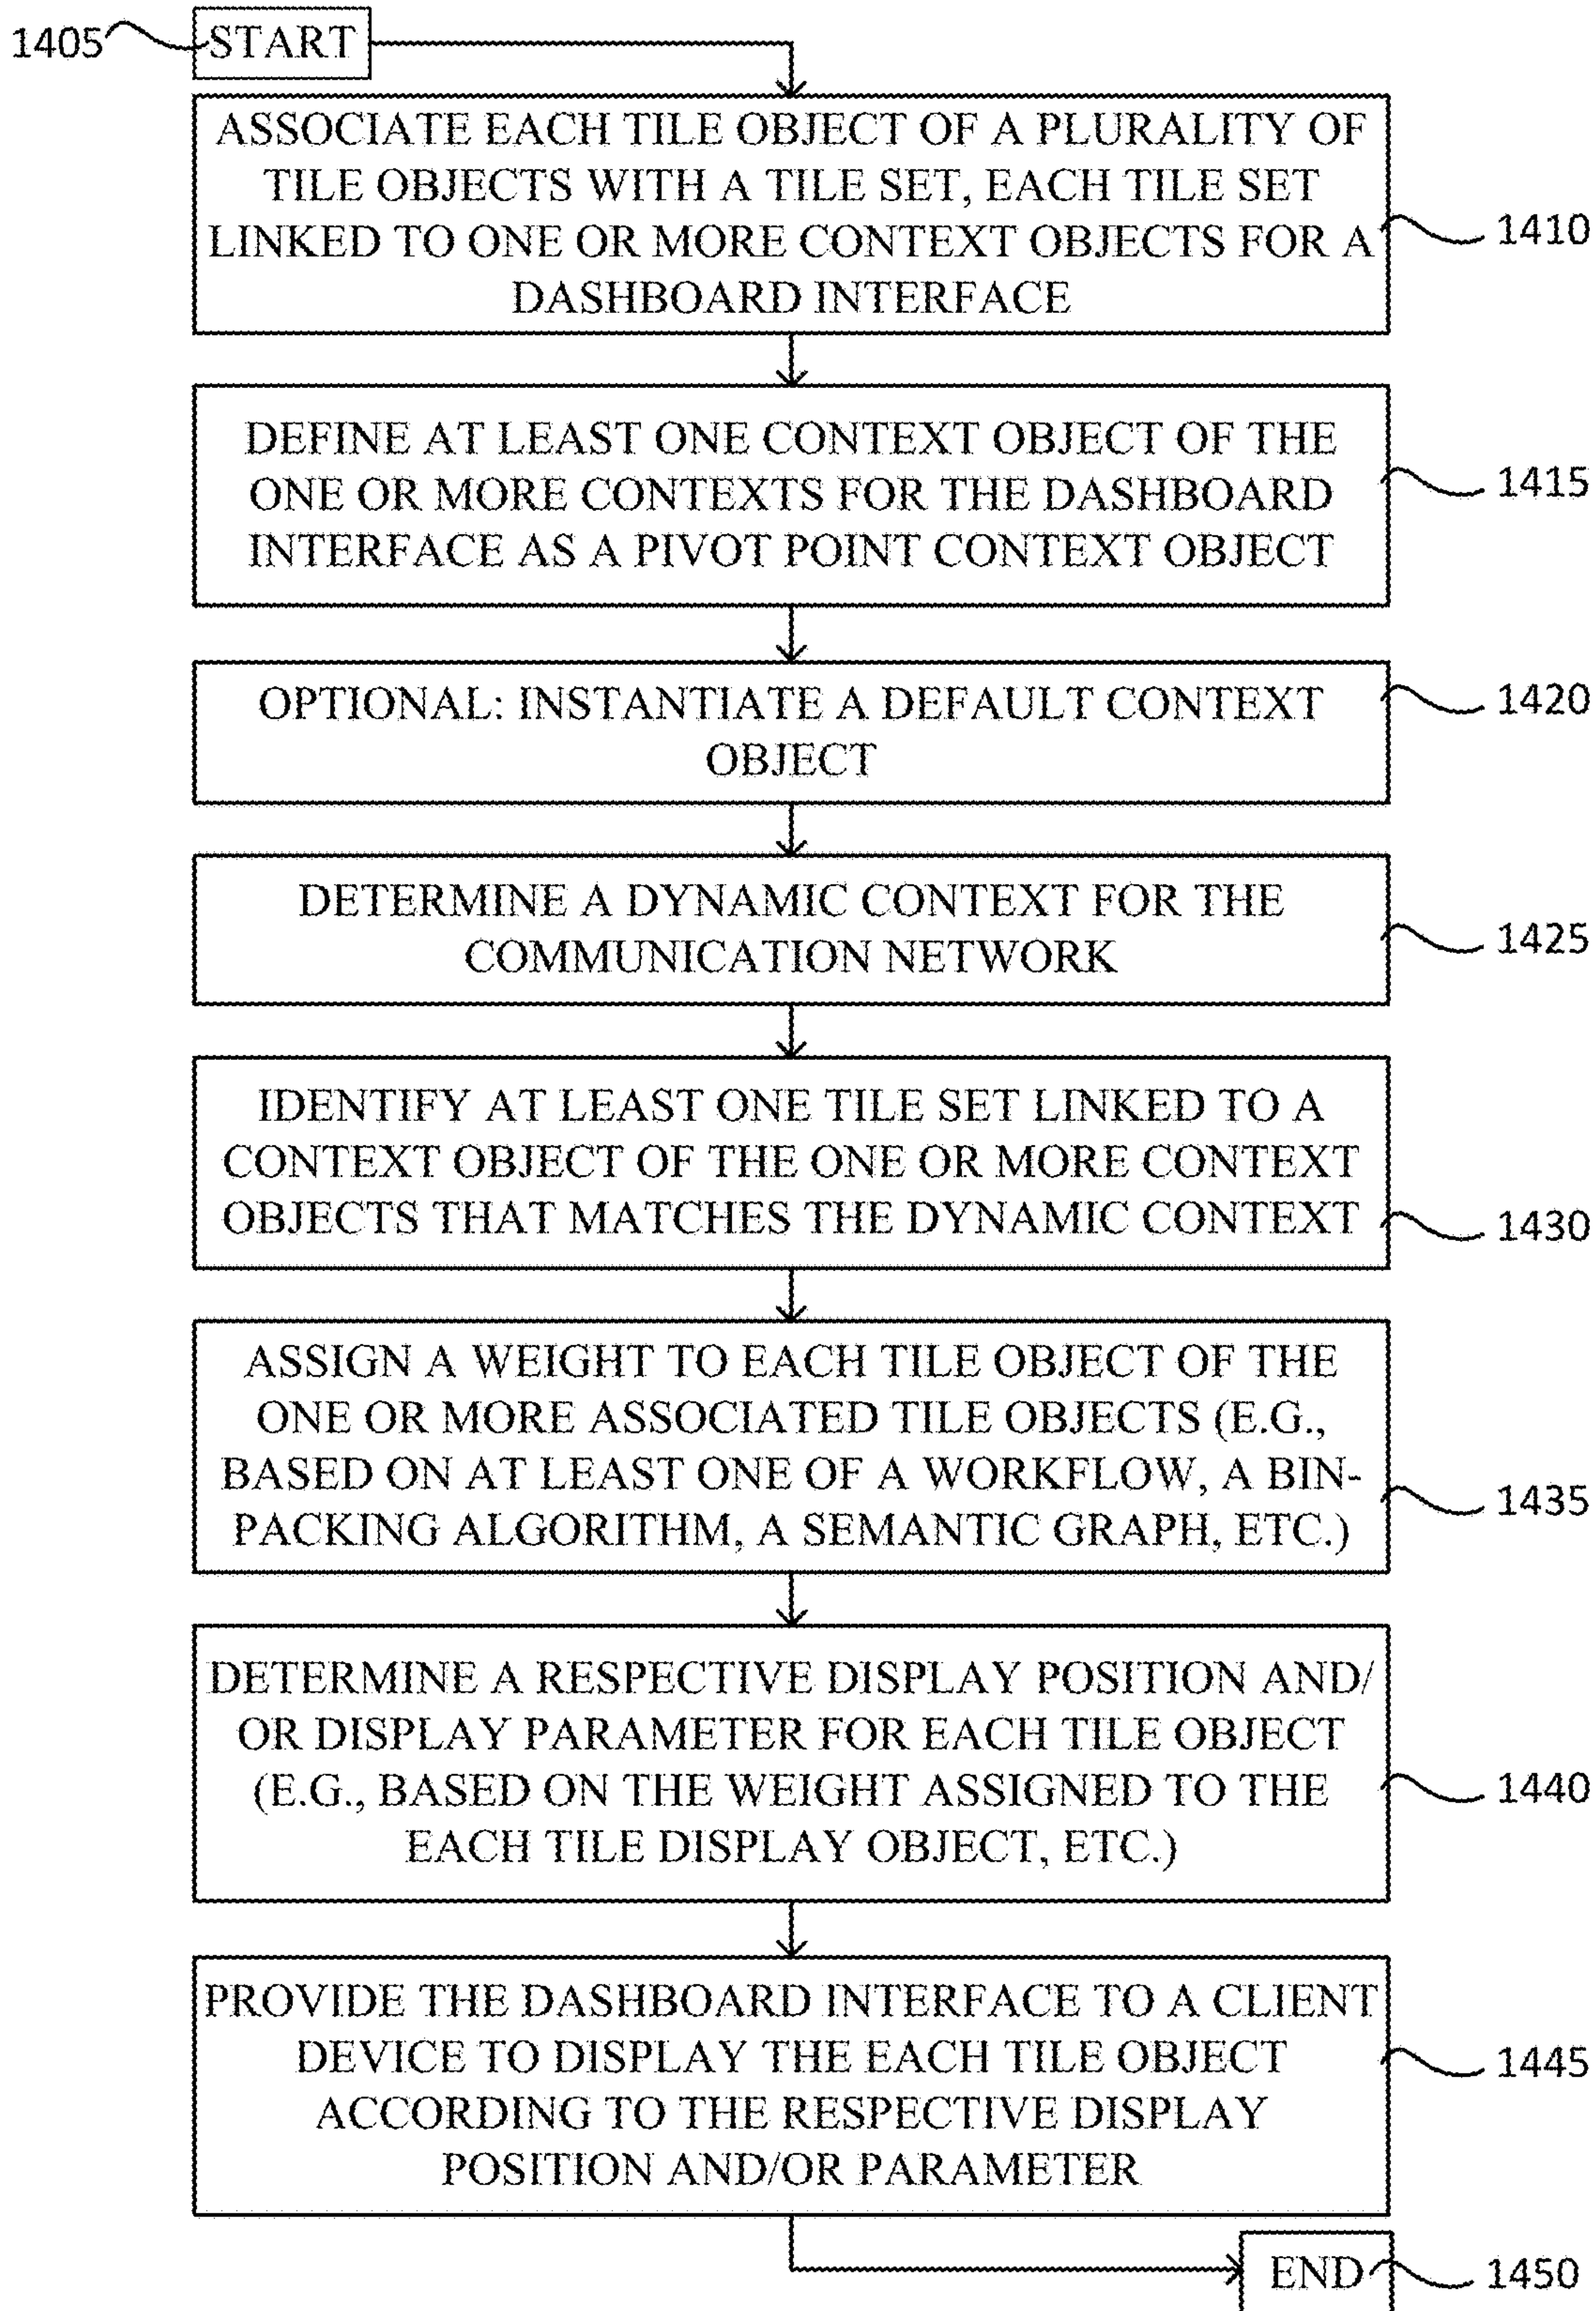 1405 START
ASSOCIATE EACH TILE OBJECT OF A PLURALITY OF
TILE OBJECTS WITH A TILE SET, EACH TILE SET
LINKED TO ONE OR MORE CONTEXT OBJECTS FOR A
DASHBOARD INTERFACE
1410
DEFINE AT LEAST ONE CONTEXT OBJECT OF THE
ONE OR MORE CONTEXTS FOR THE DASHBOARD
INTERFACE AS A PIVOT POINT CONTEXT OBJECT
1415
OPTIONAL: INSTANTIATE A DEFAULT CONTEXT
OBJECT
1420
DETERMINE A DYNAMIC CONTEXT FOR THE
COMMUNICATION NETWORK
1425
IDENTIFY AT LEAST ONE TILE SET LINKED TO A
CONTEXT OBJECT OF THE ONE OR MORE CONTEXT
OBJECTS THAT MATCHES THE DYNAMIC CONTEXT
1430
ASSIGN A WEIGHT TO EACH TILE OBJECT OF THE
ONE OR MORE ASSOCIATED TILE OBJECTS (E.G.,
BASED ON AT LEAST ONE OF A WORKFLOW, A BIN-
PACKING ALGORITHM, A SEMANTIC GRAPH, ETC.)
1435
DETERMINE A RESPECTIVE DISPLAY POSITION AND/
OR DISPLAY PARAMETER FOR EACH TILE OBJECT
(E.G., BASED ON THE WEIGHT ASSIGNED TO THE
EACH TILE DISPLAY OBJECT, ETC.)
1440
PROVIDE THE DASHBOARD INTERFACE TO A CLIENT
DEVICE TO DISPLAY THE EACH TILE OBJECT
ACCORDING TO THE RESPECTIVE DISPLAY
POSITION AND/OR PARAMETER
1445
END 1450